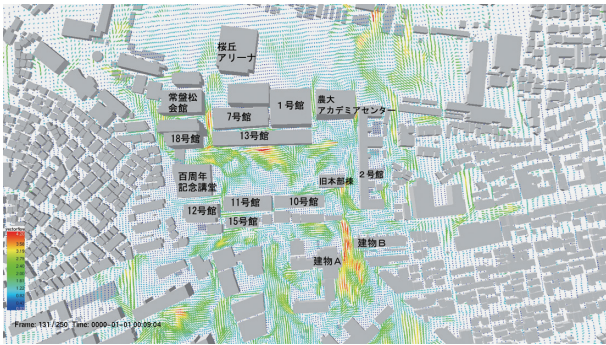 桜丘
アリーナ
常盤松
会館
1号館
農大
アカデミアセンター
7号館
18号館
13号館
百周年
記念講堂
旧本部棟
2号館
12号館
11号館
10号館
15号館
建物A
建物B
Frame: 131 / 250 Time: 0000-01-01 00:09:04